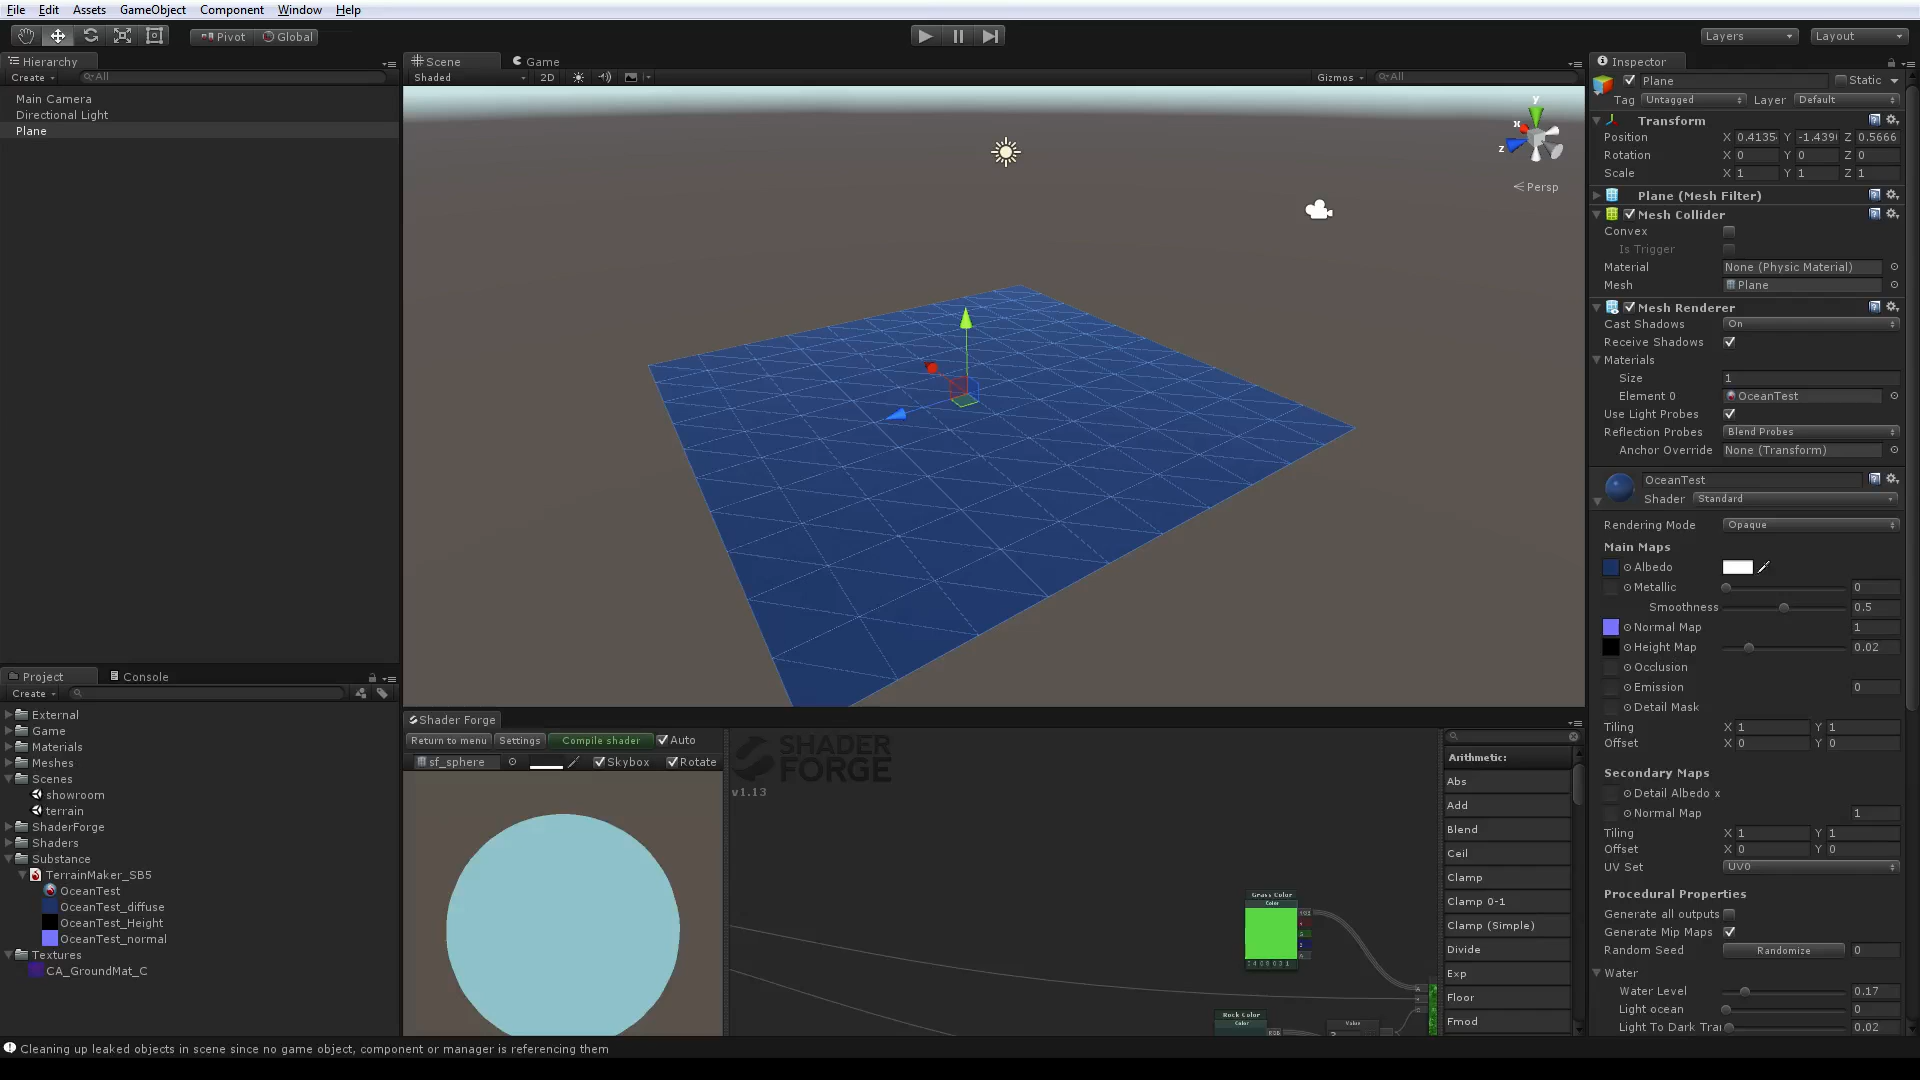 File Edit Assets GameObject Component Window Help
Pivot Global Layers Layout
Hierarchy
Create All
Main Camera
Directional Light
Plane
Scene Game
Shaded 2D Gizmos All
y
x
z
Persp
Inspector
Plane Static
Tag Untagged Layer Default
Transform
Position X 0.4135 Y -1.439 Z 0.5666
Rotation X 0 Y 0 Z 0
Scale X 1 Y 1 Z 1
Plane (Mesh Filter)
Mesh Collider
Convex
Is Trigger
Material None (Physic Material)
Mesh Plane
Mesh Renderer
Cast Shadows On
Receive Shadows
Materials
Size 1
Element 0 OceanTest
Use Light Probes
Reflection Probes Blend Probes
Anchor Override None (Transform)
OceanTest
Shader Standard
Rendering Mode Opaque
Main Maps
Albedo
Metallic 0
Smoothness 0.5
Normal Map 1
Height Map 0.02
Occlusion
Emission 0
Detail Mask
Tiling X 1 Y 1
Offset X 0 Y 0
Secondary Maps
Detail Albedo x
Normal Map 1
Tiling X 1 Y 1
Offset X 0 Y 0
UV Set UV0
Procedural Properties
Generate all outputs
Generate Mip Maps
Random Seed Randomize 0
Water
Water Level 0.17
Light ocean 0
Light To Dark Tra 0.02
Project Console
Create
External
Game
Materials
Meshes
Scenes
showroom
terrain
ShaderForge
Shaders
Substance
TerrainMaker_SB5
OceanTest
OceanTest_diffuse
OceanTest_Height
OceanTest_normal
Textures
CA_GroundMat_C
Shader Forge
Return to menu Settings Compile shader Auto
sf_sphere Skybox Rotate
SHADER
FORGE
v1.13
Grass Color
Color
Rock Color
Color
Value
Arithmetic:
Abs
Add
Blend
Ceil
Clamp
Clamp 0-1
Clamp (Simple)
Divide
Exp
Floor
Fmod
Cleaning up leaked objects in scene since no game object, component or manager is referencing them